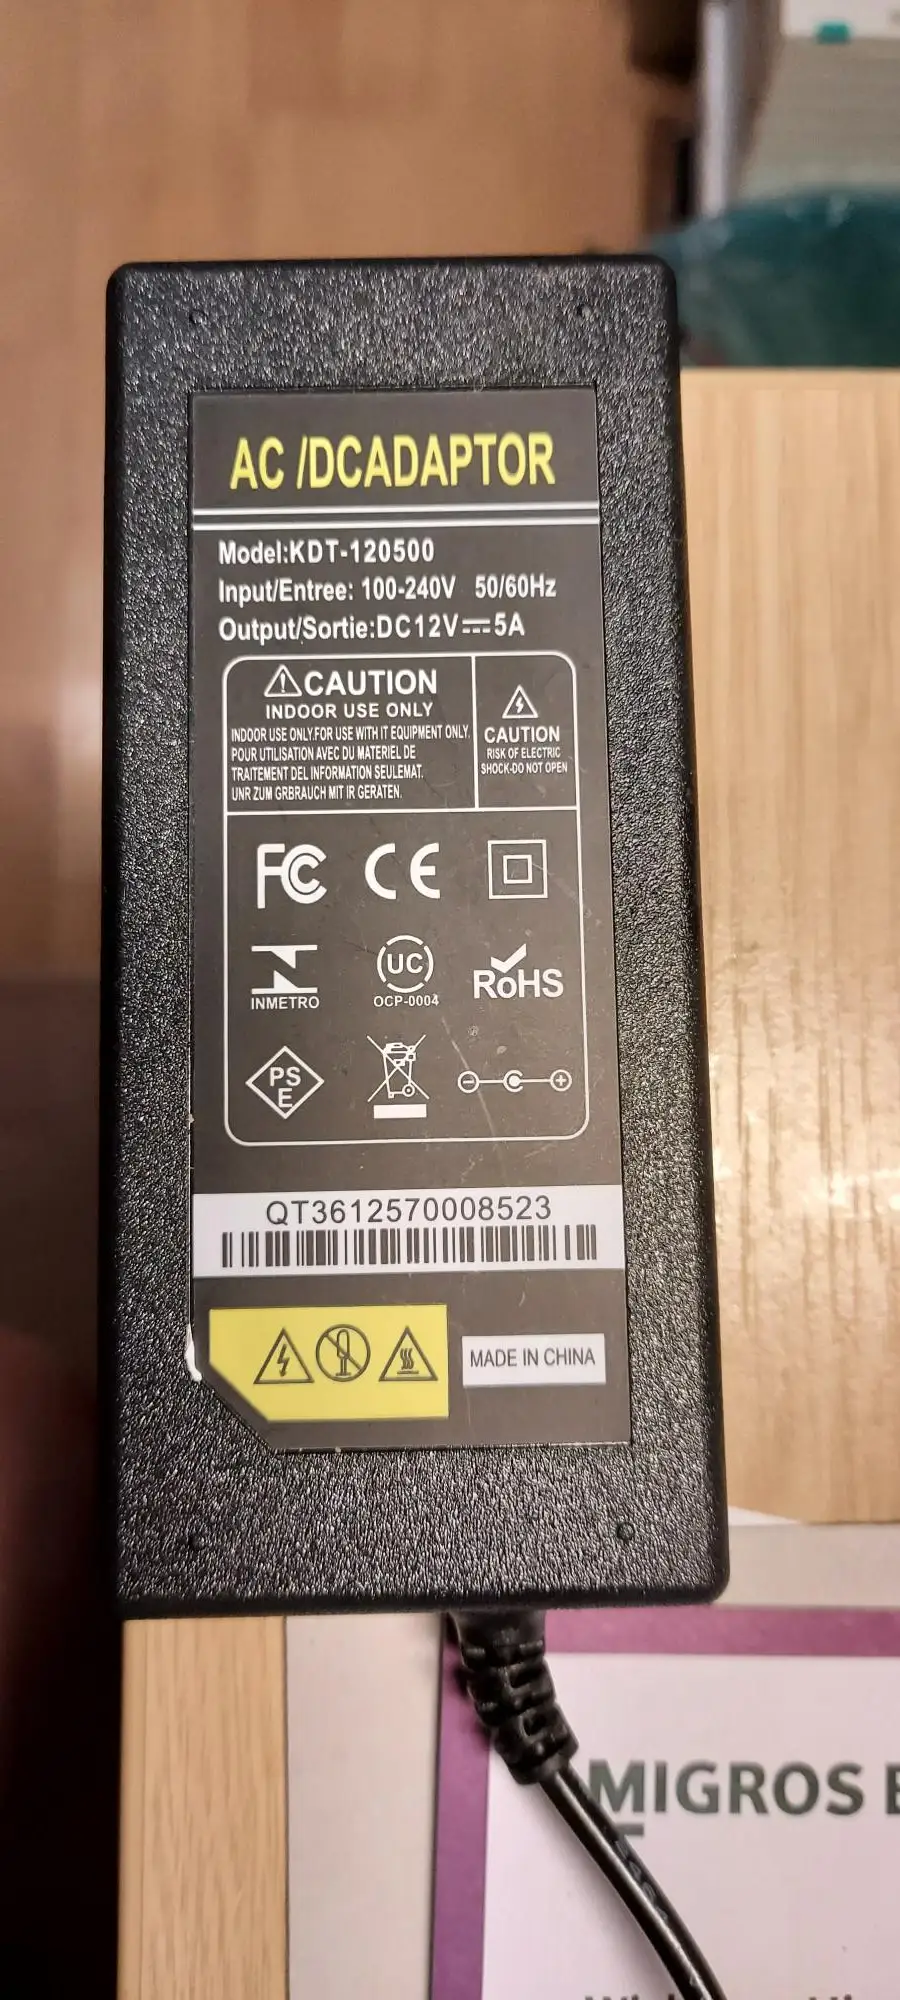 AC /DCADAPTOR
Model:KDT-120500
Input/Entree: 100-240V 50/60Hz
Output/Sortie:DC12V⎓5A
CAUTION
INDOOR USE ONLY
INDOOR USE ONLY.FOR USE WITH IT EQUIPMENT ONLY.
POUR UTILISATION AVEC DU MATERIEL DE
TRAITEMENT DEL INFORMATION SEULEMAT.
UNR ZUM GRBRAUCH MIT IR GERATEN.
CAUTION
RISK OF ELECTRIC
SHOCK-DO NOT OPEN
FC CE
INMETRO
UC
OCP-0004
RoHS
PS
E
QT3612570008523
MADE IN CHINA
MIGROS